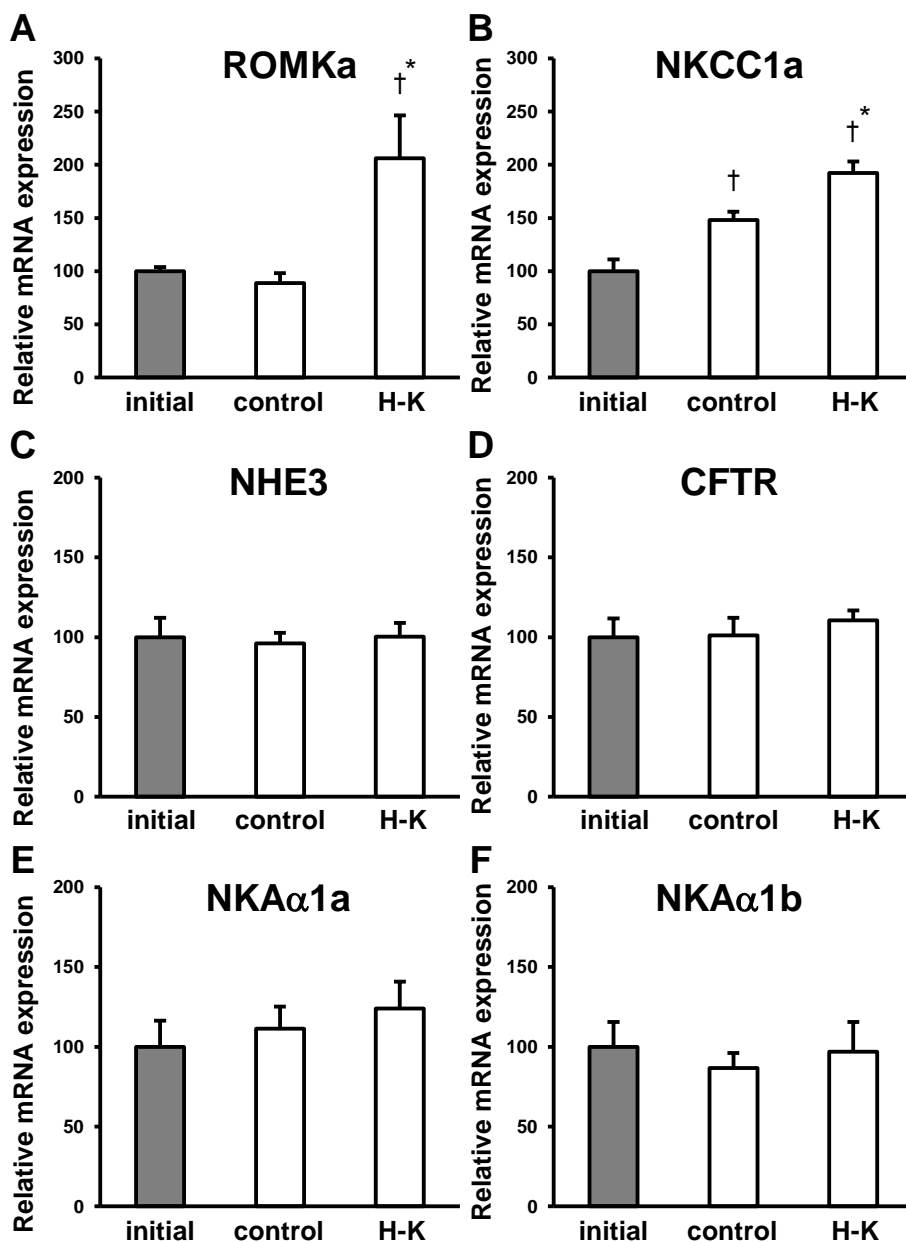 A
ROMKa
Relative mRNA expression
300
250
200
150
100
50
0
†*
initial control H-K
B
NKCC1a
Relative mRNA expression
300
250
200
150
100
50
0
†
†*
initial control H-K
C
NHE3
Relative mRNA expression
200
150
100
50
0
initial control H-K
D
CFTR
Relative mRNA expression
200
150
100
50
0
initial control H-K
E
NKAα1a
Relative mRNA expression
200
150
100
50
0
initial control H-K
F
NKAα1b
Relative mRNA expression
200
150
100
50
0
initial control H-K